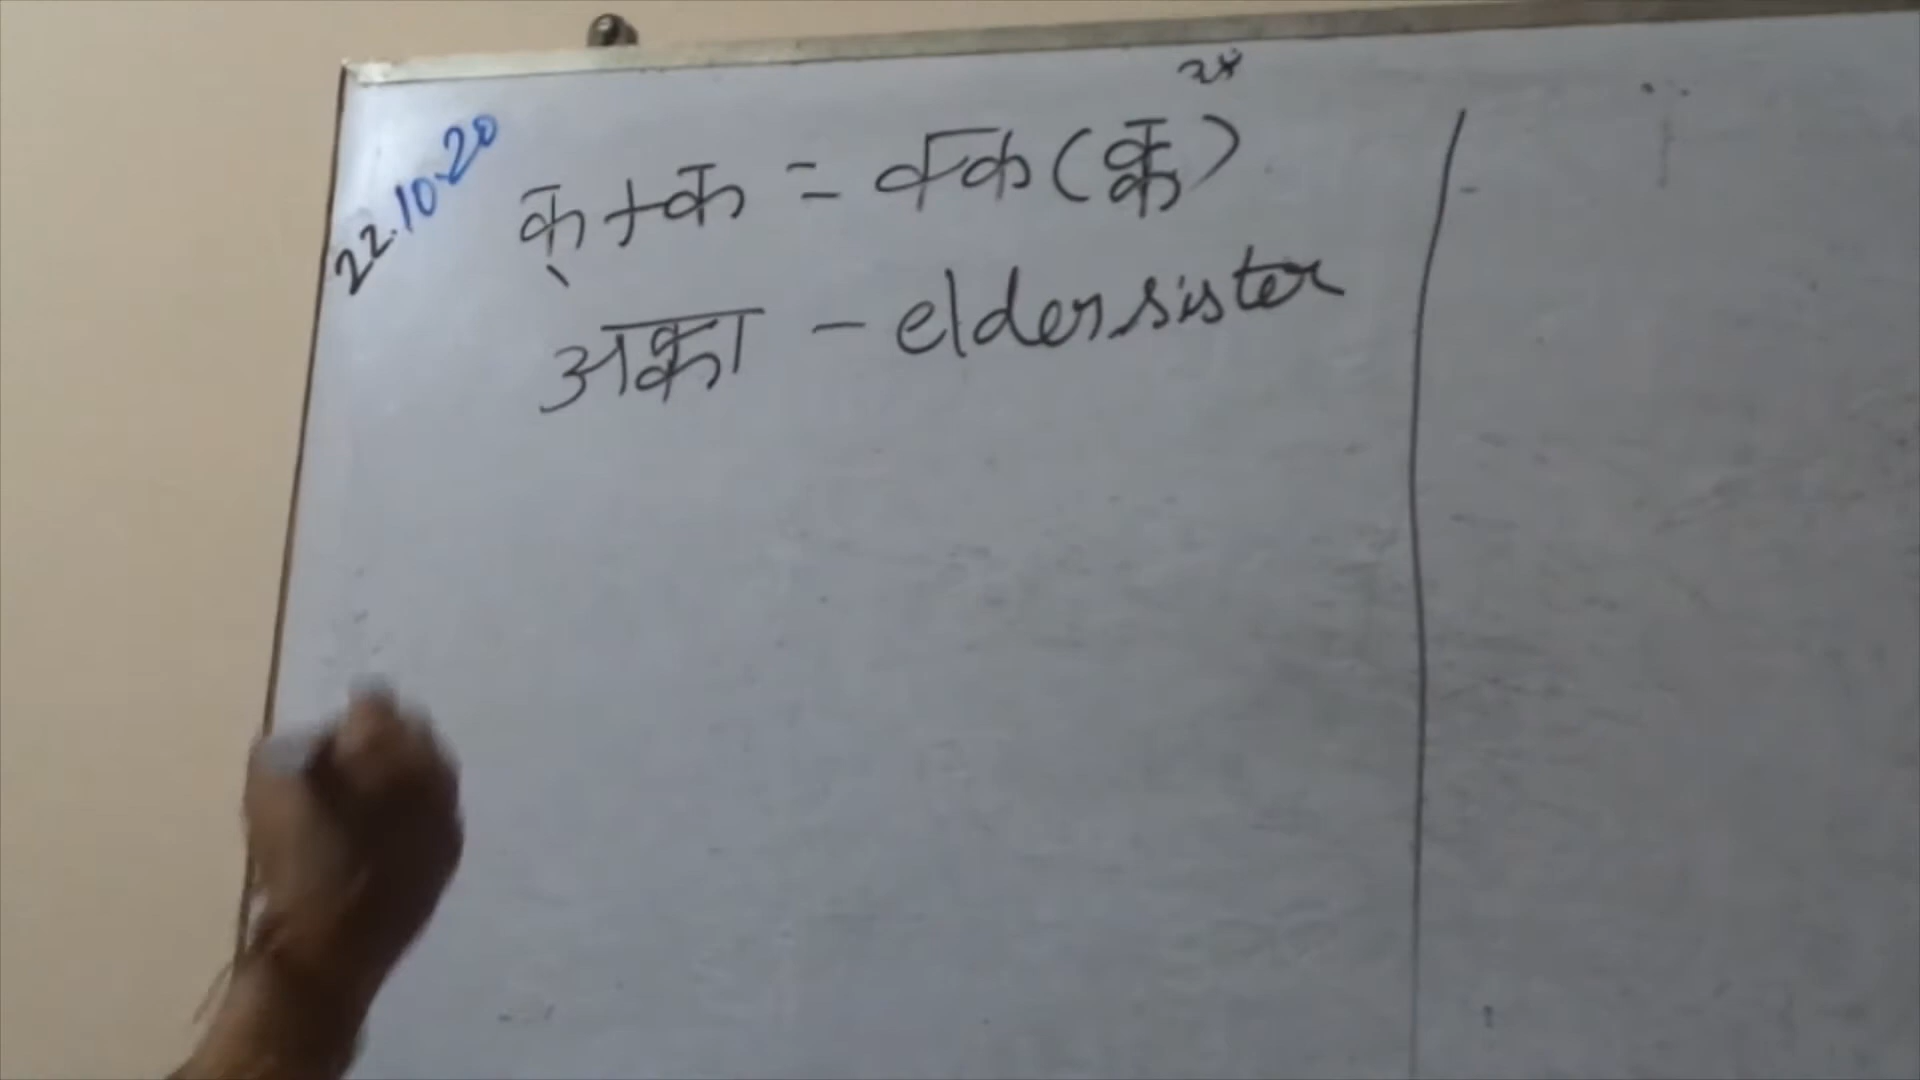 22.10.20
क् + क = क्क (क्क)
अक्का - elder sister